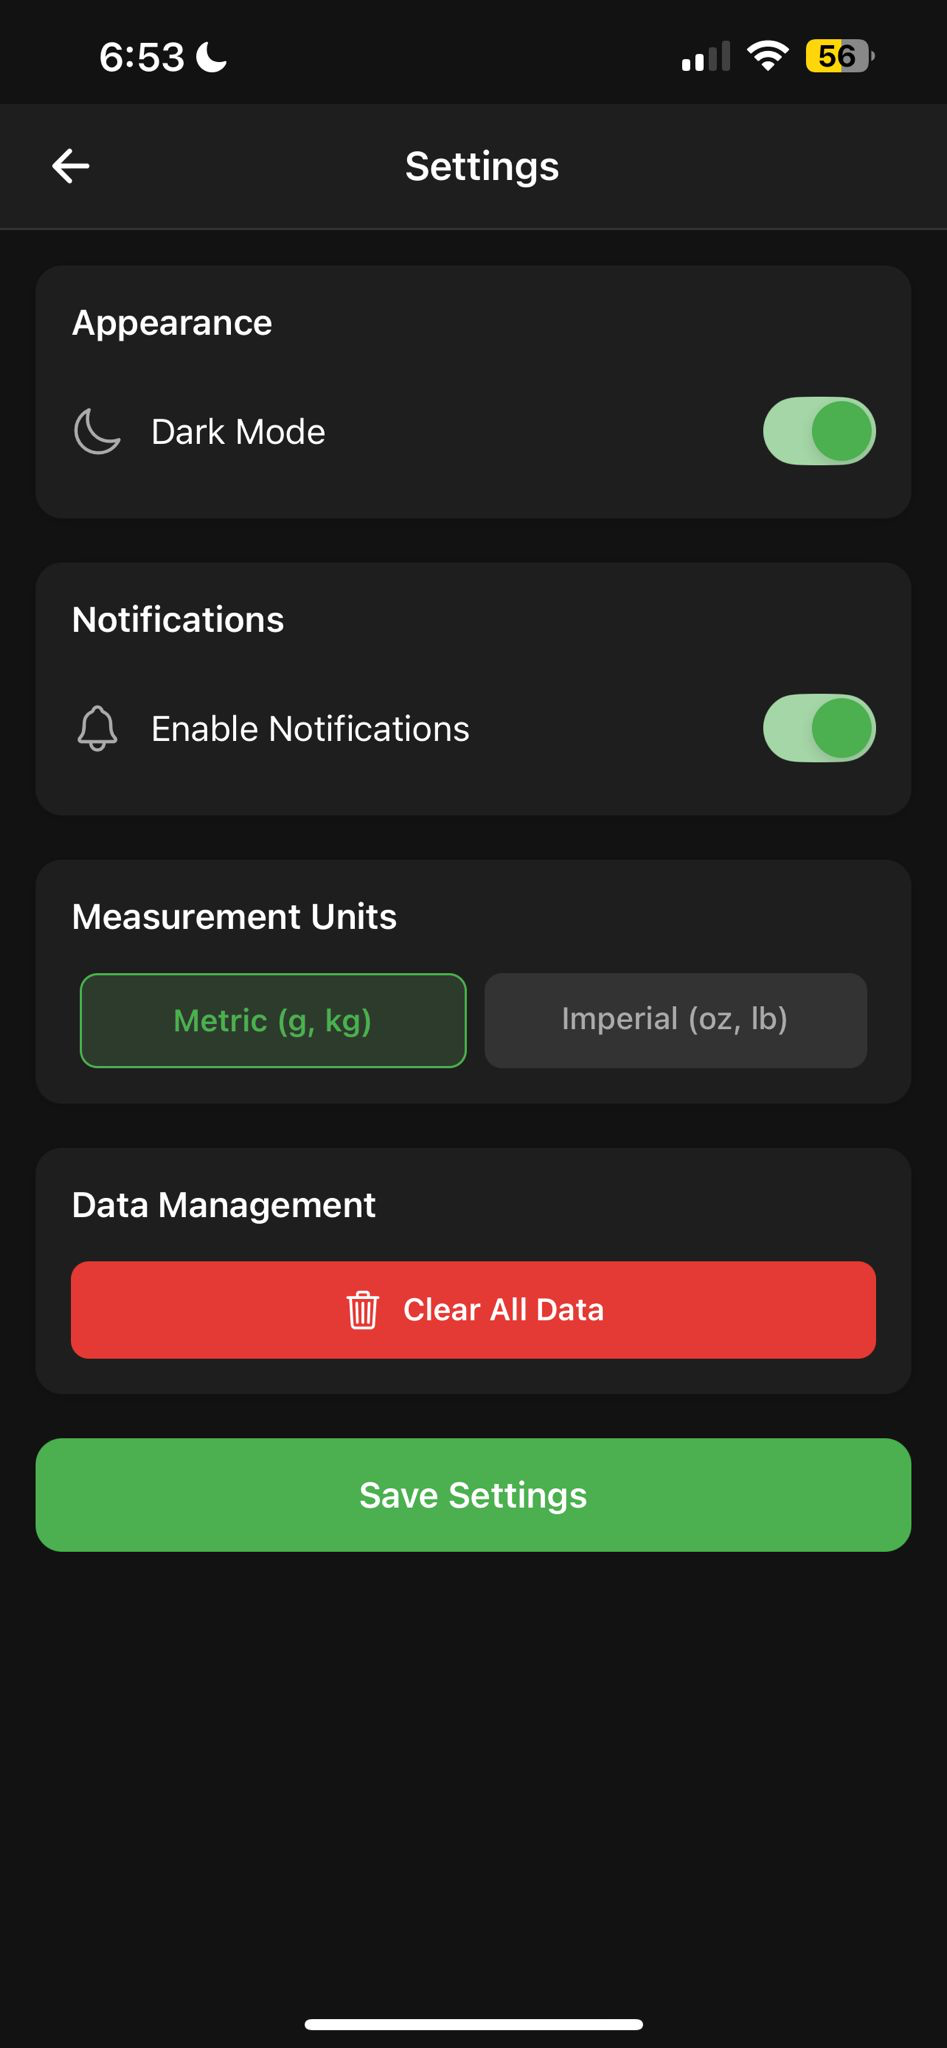 6:53
56
Settings
Appearance
Dark Mode
Notifications
Enable Notifications
Measurement Units
Metric (g, kg)
Imperial (oz, lb)
Data Management
Clear All Data
Save Settings